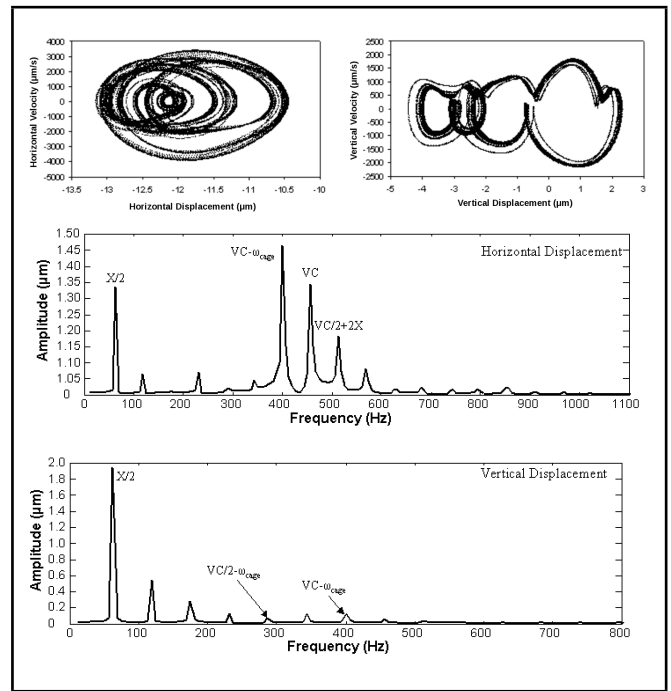 Horizontal Velocity (μm/s)
4000
3000
2000
1000
0
-1000
-2000
-3000
-4000
-5000
-13.5 -13 -12.5 -12 -11.5 -11 -10.5 -10
Horizontal Displacement (μm)
Vertical Velocity (μm/s)
2500
2000
1500
1000
500
0
-500
-1000
-1500
-2000
-2500
-5 -4 -3 -2 -1 0 1 2 3
Vertical Displacement (μm)
Amplitude (μm)
1.50
1.45
1.35
1.30
1.20
1.15
1.10
1.05
0
X/2
VC-ωcage
VC
VC/2+2X
Horizontal Displacement
0 100 200 300 400 500 600 700 800 900 1000 1100
Frequency (Hz)
Amplitude (μm)
2.0
1.8
1.6
1.4
1.2
1.0
0.8
0.6
0.4
0.2
0
X/2
VC/2-ωcage
VC-ωcage
Vertical Displacement
0 100 200 300 400 500 600 700 800
Frequency (Hz)